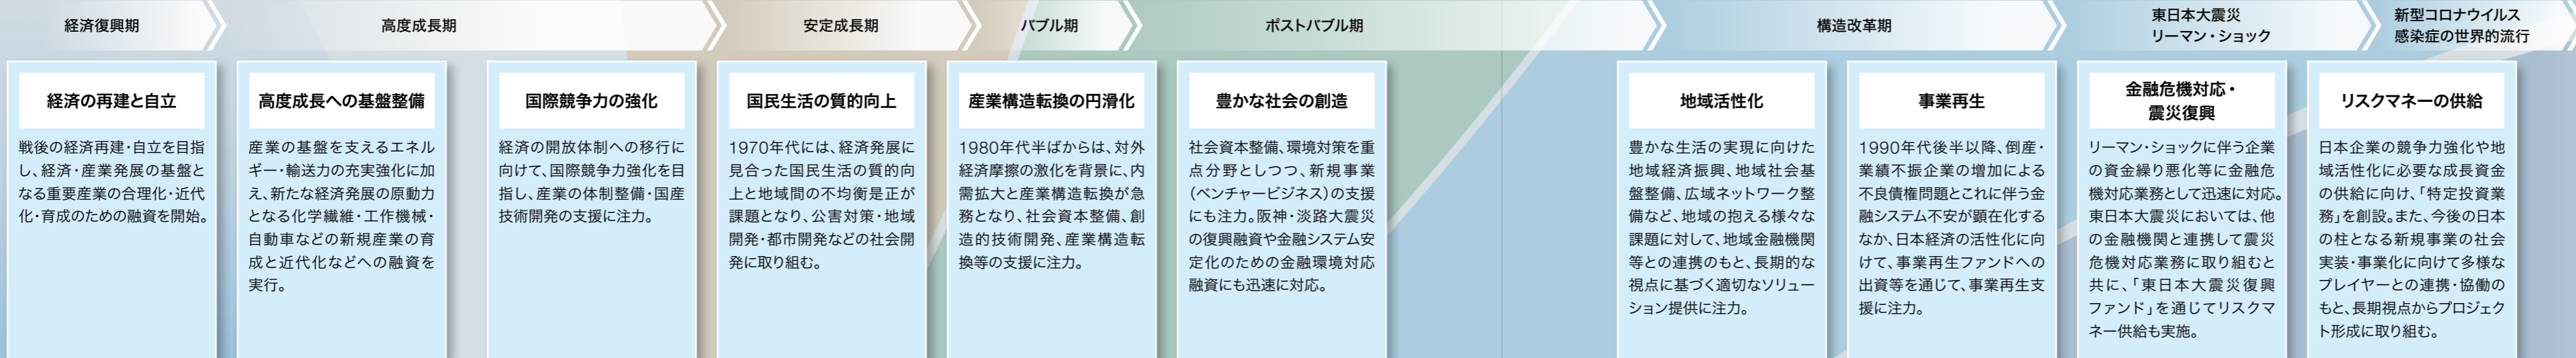 経済復興期
高度成長期
安定成長期
バブル期
ポストバブル期
構造改革期
東日本大震災
リーマン・ショック
新型コロナウイルス
感染症の世界的流行
経済の再建と自立
戦後の経済再建・自立を目指
し、経済・産業発展の基盤と
なる重要産業の合理化・近代
化・育成のための融資を開始。
高度成長への基盤整備
産業の基盤を支えるエネル
ギー・輸送力の充実強化に加
え、新たな経済発展の原動力
となる化学繊維・工作機械・
自動車などの新規産業の育
成と近代化などへの融資を
実行。
国際競争力の強化
経済の開放体制への移行に
向けて、国際競争力強化を目
指し、産業の体制整備・国産
技術開発の支援に注力。
国民生活の質的向上
1970年代には、経済発展に
見合った国民生活の質的向
上と地域間の不均衡是正が
課題となり、公害対策・地域
開発・都市開発などの社会開
発に取り組む。
産業構造転換の円滑化
1980年代半ばからは、対外
経済摩擦の激化を背景に、内
需拡大と産業構造転換が急
務となり、社会資本整備、創
造的技術開発、産業構造転
換等の支援に注力。
豊かな社会の創造
社会資本整備、環境対策を重
点分野としつつ、新規事業
（ベンチャービジネス）の支援
にも注力。阪神・淡路大震災
の復興融資や金融システム安
定化のための金融環境対応
融資にも迅速に対応。
地域活性化
豊かな生活の実現に向けた
地域経済振興、地域社会基
盤整備、広域ネットワーク整
備など、地域の抱える様々な
課題に対して、地域金融機関
等との連携のもと、長期的な
視点に基づく適切なソリュー
ション提供に注力。
事業再生
1990年代後半以降、倒産・
業績不振企業の増加による
不良債権問題とこれに伴う金
融システム不安が顕在化する
なか、日本経済の活性化に向
けて、事業再生ファンドへの
出資等を通じて、事業再生支
援に注力。
金融危機対応・
震災復興
リーマン・ショックに伴う企業
の資金繰り悪化等に金融危
機対応業務として迅速に対応。
東日本大震災においては、他
の金融機関と連携して震災
危機対応業務に取り組むと
共に、「東日本大震災復興
ファンド」を通じてリスクマ
ネー供給も実施。
リスクマネーの供給
日本企業の競争力強化や地
域活性化に必要な成長資金
の供給に向け、「特定投資業
務」を創設。また、今後の日本
の柱となる新規事業の社会
実装・事業化に向けて多様な
プレイヤーとの連携・協働の
もと、長期視点からプロジェク
ト形成に取り組む。